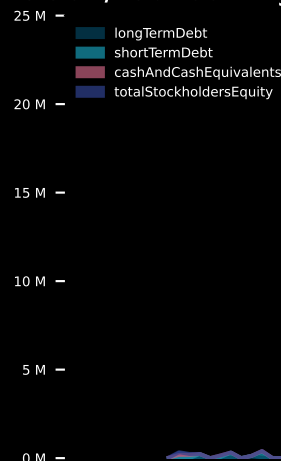 25 M
longTermDebt
shortTermDebt
cashAndCashEquivalents
totalStockholdersEquity
20 M
15 M
10 M
5 M
0 M